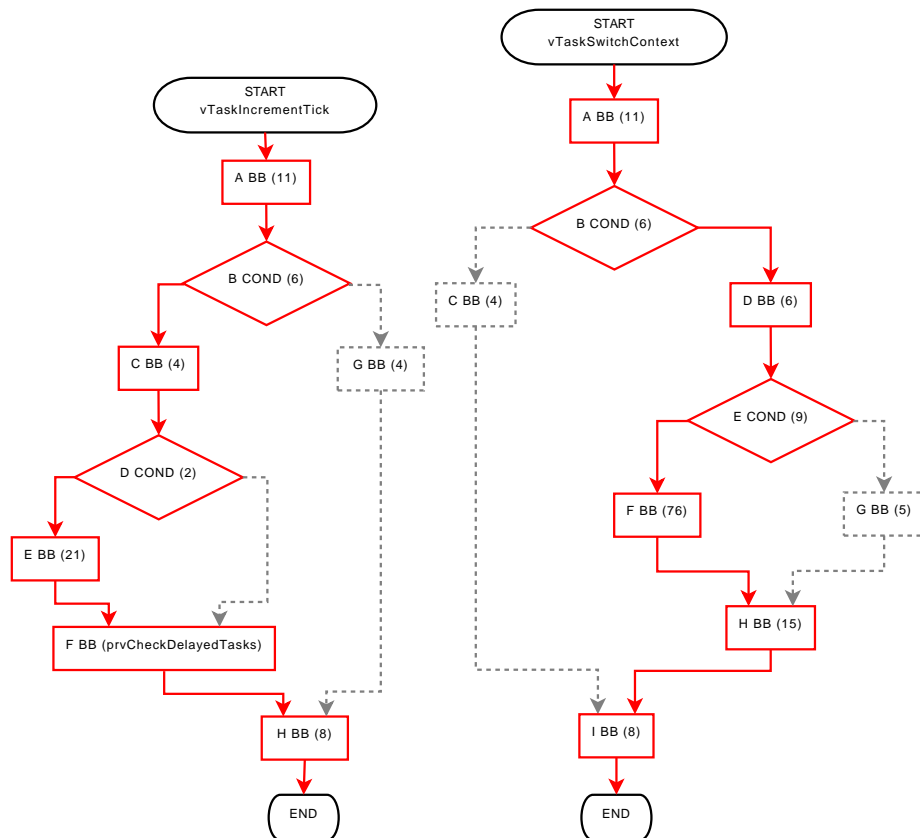 START
vTaskIncrementTick
A BB (11)
B COND (6)
C BB (4)
G BB (4)
D COND (2)
E BB (21)
F BB (prvCheckDelayedTasks)
H BB (8)
END
START
vTaskSwitchContext
A BB (11)
B COND (6)
C BB (4)
D BB (6)
E COND (9)
F BB (76)
G BB (5)
H BB (15)
I BB (8)
END